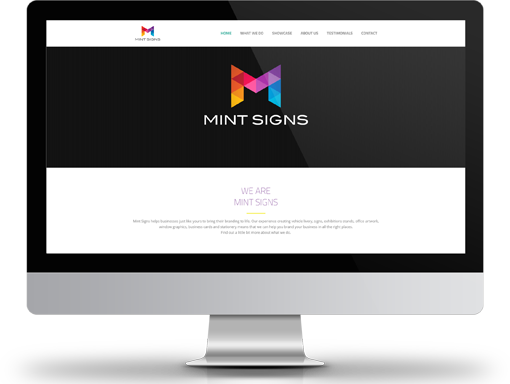 MINT SIGNS
HOME WHAT WE DO SHOWCASE ABOUT US TESTIMONIALS CONTACT
MINT SIGNS
WE ARE
MINT SIGNS
Mint Signs helps businesses just like yours to bring their branding to life. Our experience creating vehicle livery, signs, exhibitions stands, office artwork,
window graphics, business cards and stationery means that we can help you brand your business in all the right places.
Find out a little bit more about what we do.